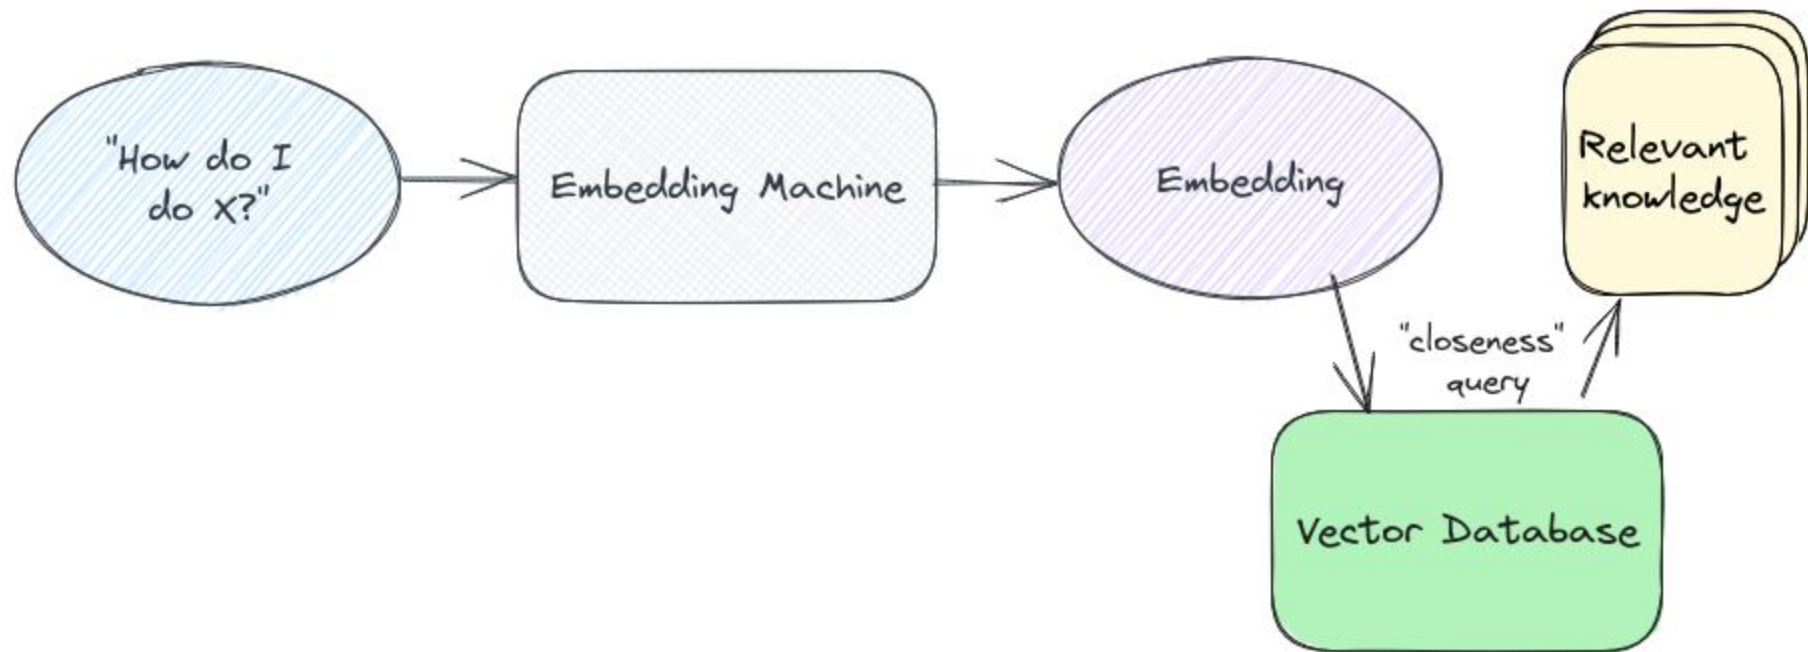 "How do I
do X?"
Embedding Machine
Embedding
Relevant
knowledge
"closeness"
query
Vector Database